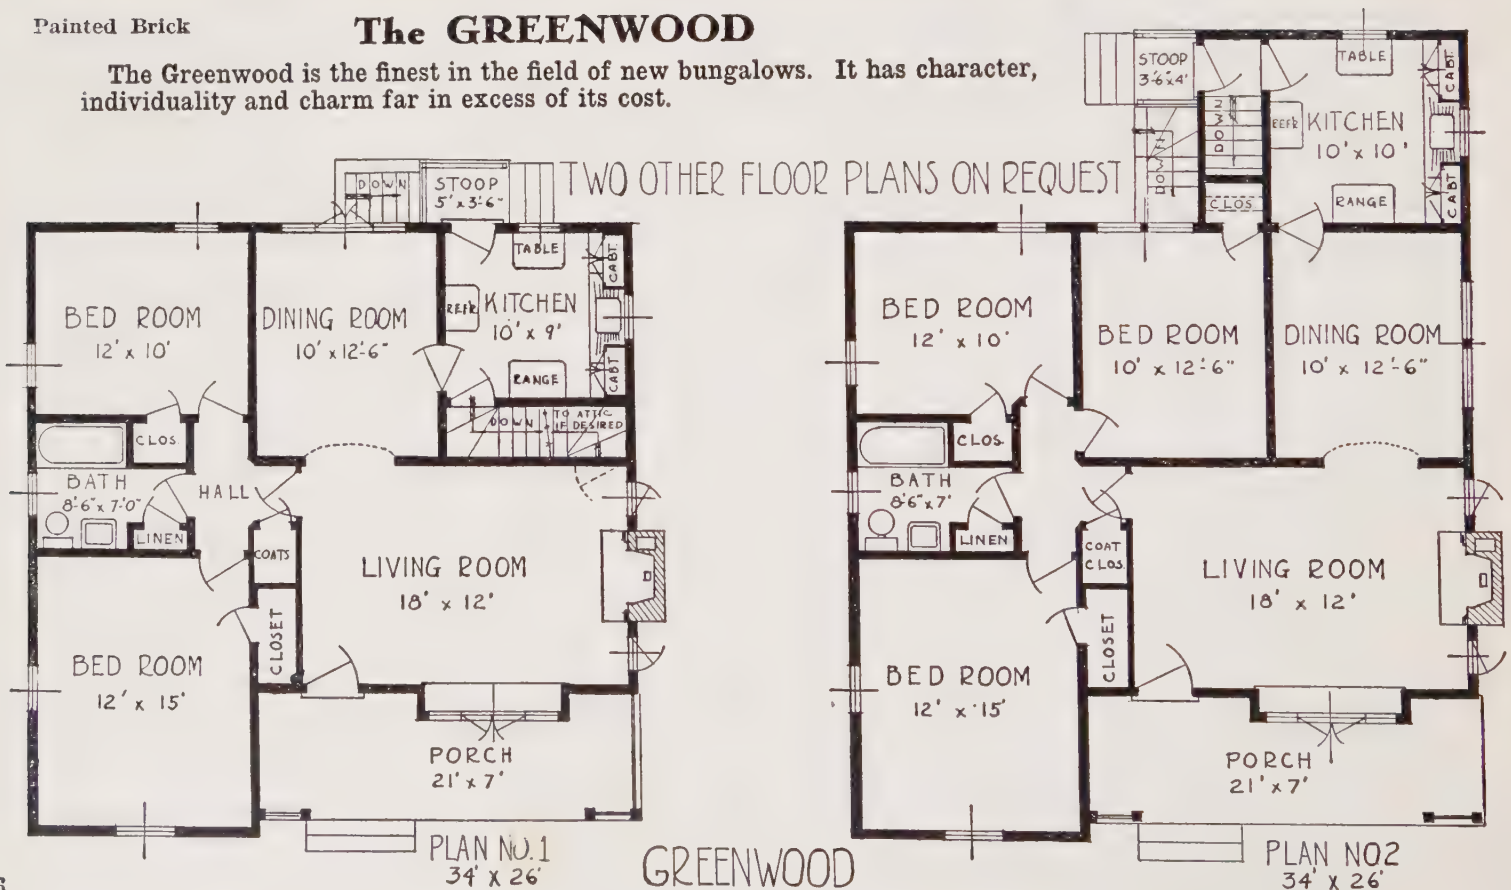 Painted Brick
The GREENWOOD
The Greenwood is the finest in the field of new bungalows. It has character,
individuality and charm far in excess of its cost.
TWO OTHER FLOOR PLANS ON REQUEST
DOWN
STOOP
5' x 3'-6"
BED ROOM
12' x 10'
DINING ROOM
10' x 12'-6"
TABLE
CABT.
REFR
KITCHEN
10' x 9'
RANGE
CABT
DOWN
TO ATTIC
IF DESIRED
CLOS.
BATH
8'-6" x 7'-0"
HALL
LINEN
COATS
LIVING ROOM
18' x 12'
CLOSET
BED ROOM
12' x 15'
PORCH
21' x 7'
PLAN NO. 1
34' X 26'
STOOP
3'-6 x 4'
DOWN
DOWN
CLOS.
TABLE
CABT.
REFR
KITCHEN
10' x 10'
RANGE
CABT
BED ROOM
12' x 10'
BED ROOM
10' x 12'-6"
DINING ROOM
10' x 12'-6"
CLOS.
BATH
8'-6" x 7'
LINEN
COAT
CLOS.
LIVING ROOM
18' x 12'
CLOSET
BED ROOM
12' x 15'
PORCH
21' x 7'
PLAN NO2
34' X 26'
GREENWOOD